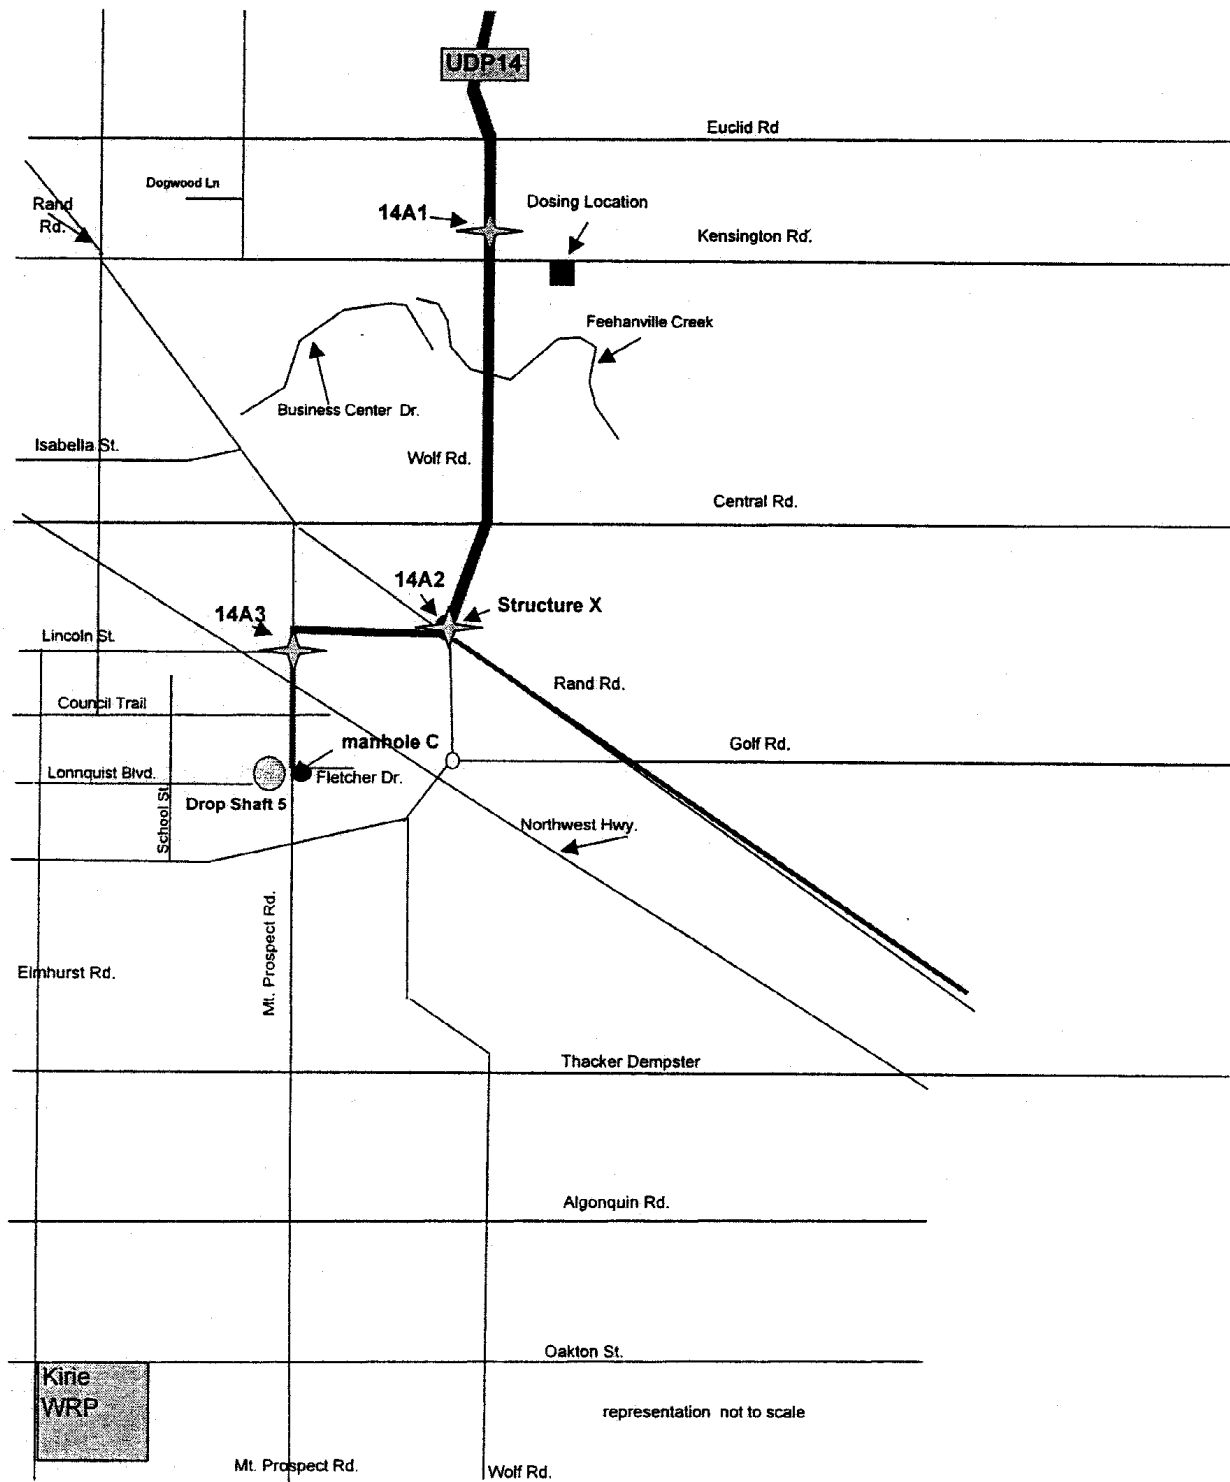 UDP14
Euclid Rd
Dogwood Ln
Rand
Rd.
14A1
Dosing Location
Kensington Rd.
Feehanville Creek
Business Center Dr.
Isabella St.
Wolf Rd.
Central Rd.
14A2
Structure X
14A3
Lincoln St.
Rand Rd.
Council Trail
manhole C
Golf Rd.
Lonnquist Blvd.
Fletcher Dr.
Drop Shaft 5
School St.
Northwest Hwy.
Mt. Prospect Rd.
Elmhurst Rd.
Thacker Dempster
Algonquin Rd.
Oakton St.
Kirie
WRP
representation not to scale
Mt. Prospect Rd.
Wolf Rd.